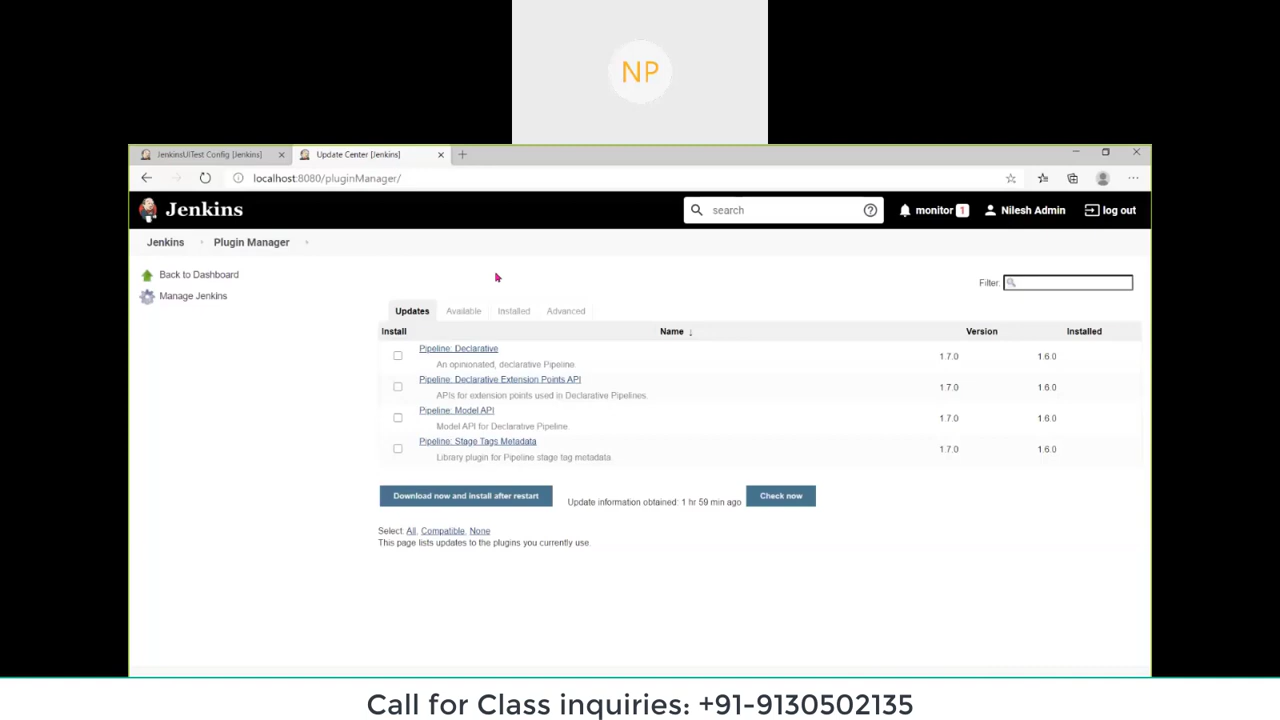 NP
JenkinsUITest Config [Jenkins]
Update Center [Jenkins]
localhost:8080/pluginManager/
Jenkins
search
monitor 1
Nilesh Admin
log out
Jenkins
Plugin Manager
Back to Dashboard
Manage Jenkins
Filter:
Updates Available Installed Advanced
Install Name ↓ Version Installed
Pipeline: Declarative
An opinionated, declarative Pipeline.
1.7.0 1.6.0
Pipeline: Declarative Extension Points API
APIs for extension points used in Declarative Pipelines.
1.7.0 1.6.0
Pipeline: Model API
Model API for Declarative Pipeline.
1.7.0 1.6.0
Pipeline: Stage Tags Metadata
Library plugin for Pipeline stage tag metadata.
1.7.0 1.6.0
Download now and install after restart
Update information obtained: 1 hr 59 min ago
Check now
Select: All, Compatible, None
This page lists updates to the plugins you currently use.
Call for Class inquiries: +91-9130502135